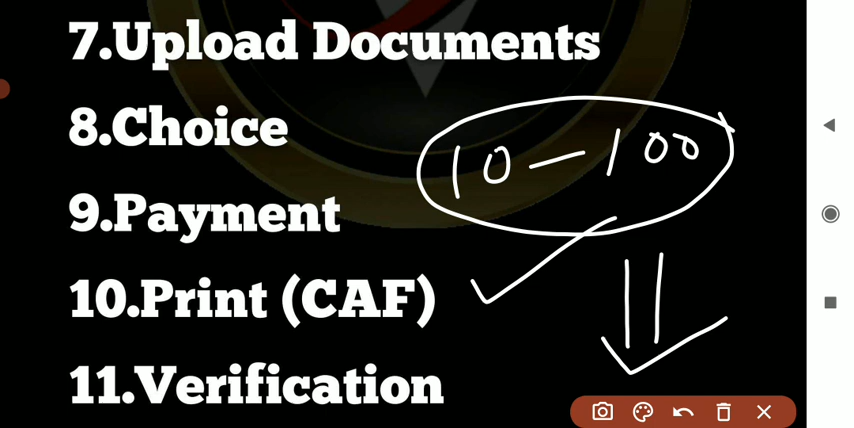 7.Upload Documents
8.Choice
10-100
9.Payment
10.Print (CAF)
11.Verification